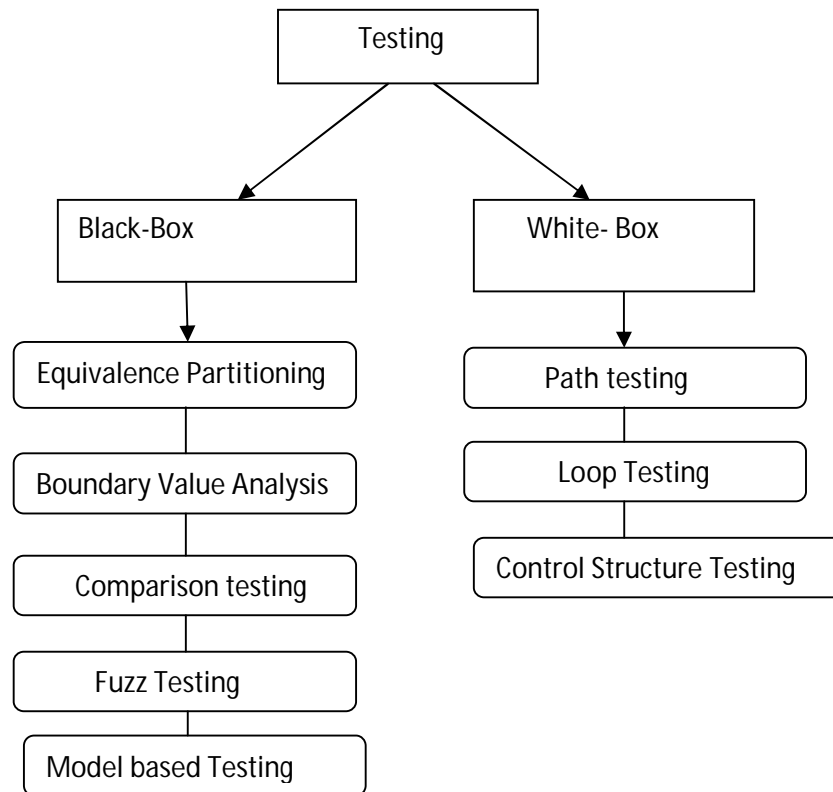 Testing
Black-Box
White- Box
Equivalence Partitioning
Boundary Value Analysis
Comparison testing
Fuzz Testing
Model based Testing
Path testing
Loop Testing
Control Structure Testing